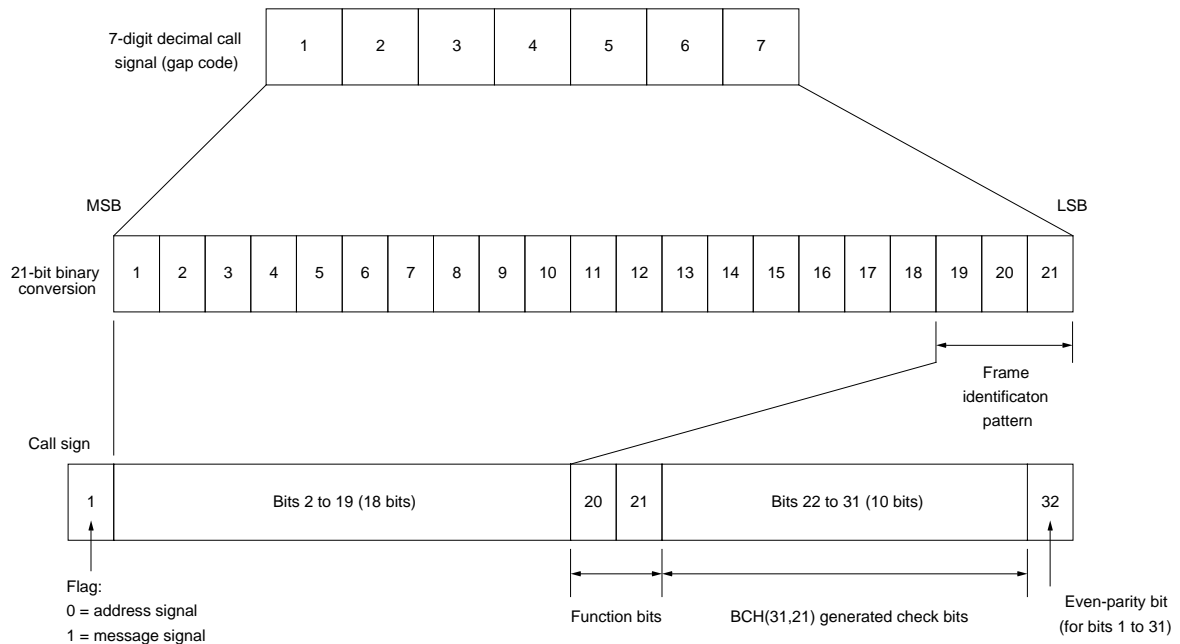 7-digit decimal call
signal (gap code)
1 2 3 4 5 6 7
MSB
LSB
21-bit binary
conversion
1 2 3 4 5 6 7 8 9 10 11 12 13 14 15 16 17 18 19 20 21
Frame
identificaton
pattern
Call sign
1 Bits 2 to 19 (18 bits) 20 21 Bits 22 to 31 (10 bits) 32
Flag:
0 = address signal
1 = message signal
Function bits
BCH(31,21) generated check bits
Even-parity bit
(for bits 1 to 31)